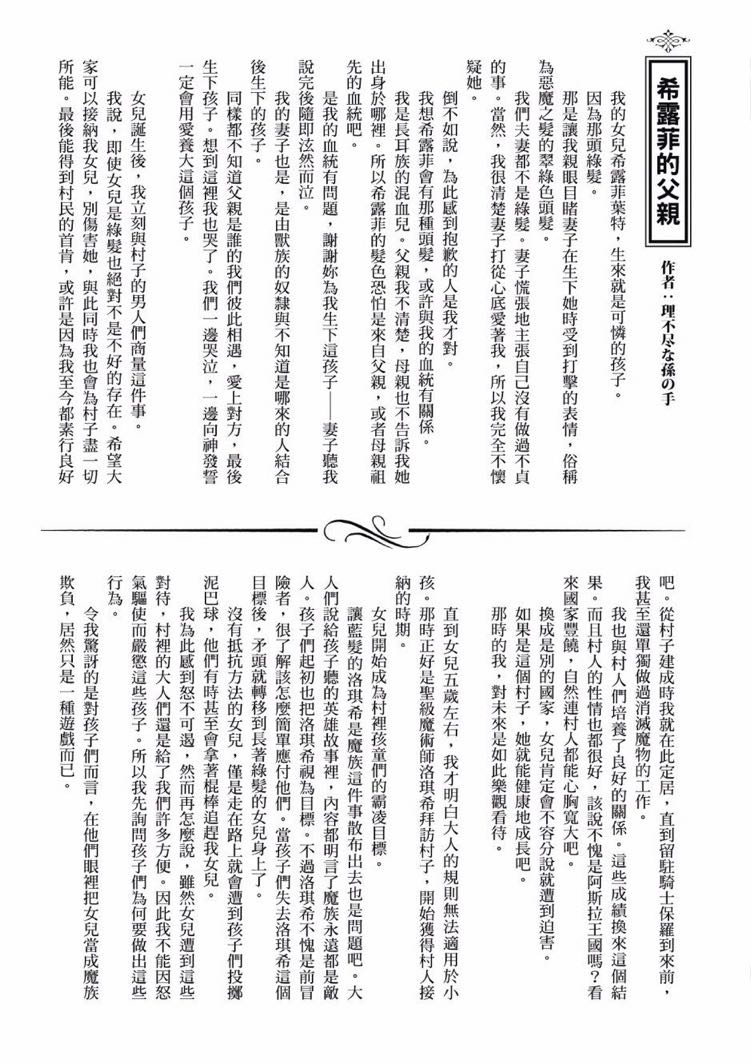 希露菲的父親
作者：理不尽な孫の手
我的女兒希露菲葉特，生來就是可憐的孩子。
因為那頭綠髮。
那是讓我親眼目睹妻子在生下她時受到打擊的表情，俗稱
為惡魔之髮的翠綠色頭髮。
我們夫妻都不是綠髮。妻子慌張地主張自己沒有做過不貞
的事。當然，我很清楚妻子打從心底愛著我，所以我完全不懷
疑她。
倒不如說，為此感到抱歉的人是我才對。
我想希露菲會有那種頭髮，或許與我的血統有關係。
我是長耳族的混血兒。父親我不清楚，母親也不告訴我她
出身於哪裡。所以希露菲的髮色恐怕是來自父親，或者母親祖
先的血統吧。
是我的血統有問題，謝謝妳為我生下這孩子——妻子聽我
說完後隨即泫然而泣。
我的妻子也是，是由獸族的奴隸與不知道是哪來的人結合
後生下的孩子。
同樣都不知道父親是誰的我們彼此相遇，愛上對方，最後
生下孩子。想到這裡我也哭了。我們一邊哭泣，一邊向神發誓
一定會用愛養大這個孩子。
女兒誕生後，我立刻與村子的男人們商量這件事。
我說，即使女兒是綠髮也絕對不是不好的存在。希望大
家可以接納我女兒，別傷害她，與此同時我也會為村子盡一切
所能。最後能得到村民的首肯，或許是因為我至今都素行良好
吧。從村子建成時我就在此定居，直到留駐騎士保羅到來前，
我甚至還單獨做過消滅魔物的工作。
我也與村人們培養了良好的關係。這些成績換來這個結
果。而且村人的性情也都很好，該說不愧是阿斯拉王國嗎？看
來國家豐饒，自然連村人都能心胸寬大吧。
換成是別的國家，女兒肯定會不容分說就遭到迫害。
如果是這個村子，她就能健康地成長吧。
那時的我，對未來是如此樂觀看待。
直到女兒五歲左右，我才明白大人的規則無法適用於小
孩。那時正好是聖級魔術師洛琪希拜訪村子，開始獲得村人接
納的時期。
女兒開始成為村裡孩童們的霸凌目標。
讓藍髮的洛琪希是魔族這件事散布出去也是問題吧。大
人們說給孩子聽的英雄故事裡，內容都明言了魔族永遠都是敵
人。孩子們起初也把洛琪希視為目標。不過洛琪希不愧是前冒
險者，很了解該怎麼簡單應付他們。當孩子們失去洛琪希這個
目標後，矛頭就轉移到長著綠髮的女兒身上了。
沒有抵抗方法的女兒，僅是走在路上就會遭到孩子們投擲
泥巴球，他們有時甚至會拿著棍棒追趕我女兒。
我為此感到怒不可遏，然而再怎麼說，雖然女兒遭到這些
對待，村裡的大人們還是給了我們許多方便。因此我不能因怒
氣驅使而嚴懲這些孩子。所以我先詢問孩子們為何要做出這些
行為。
令我驚訝的是對孩子們而言，在他們眼裡把女兒當成魔族
欺負，居然只是一種遊戲而已。